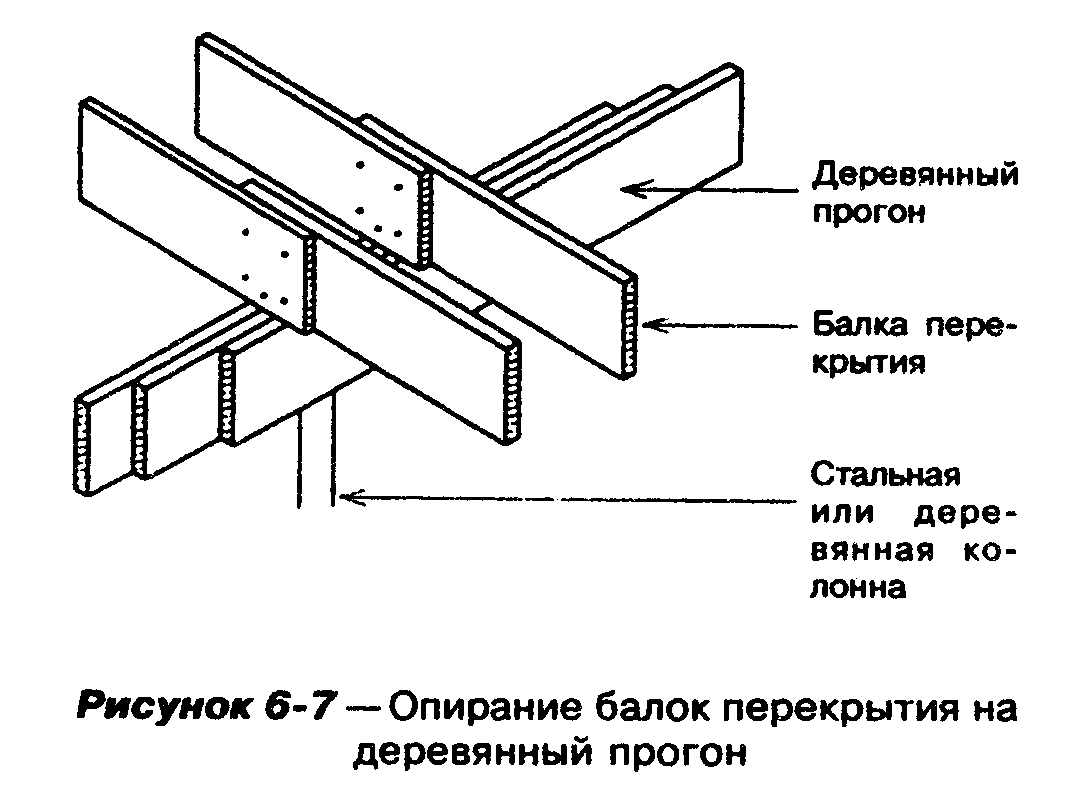 Деревянный
прогон
Балка пере-
крытия
Стальная
или дере-
вянная ко-
лонна
Рисунок 6-7 — Опирание балок перекрытия на
деревянный прогон